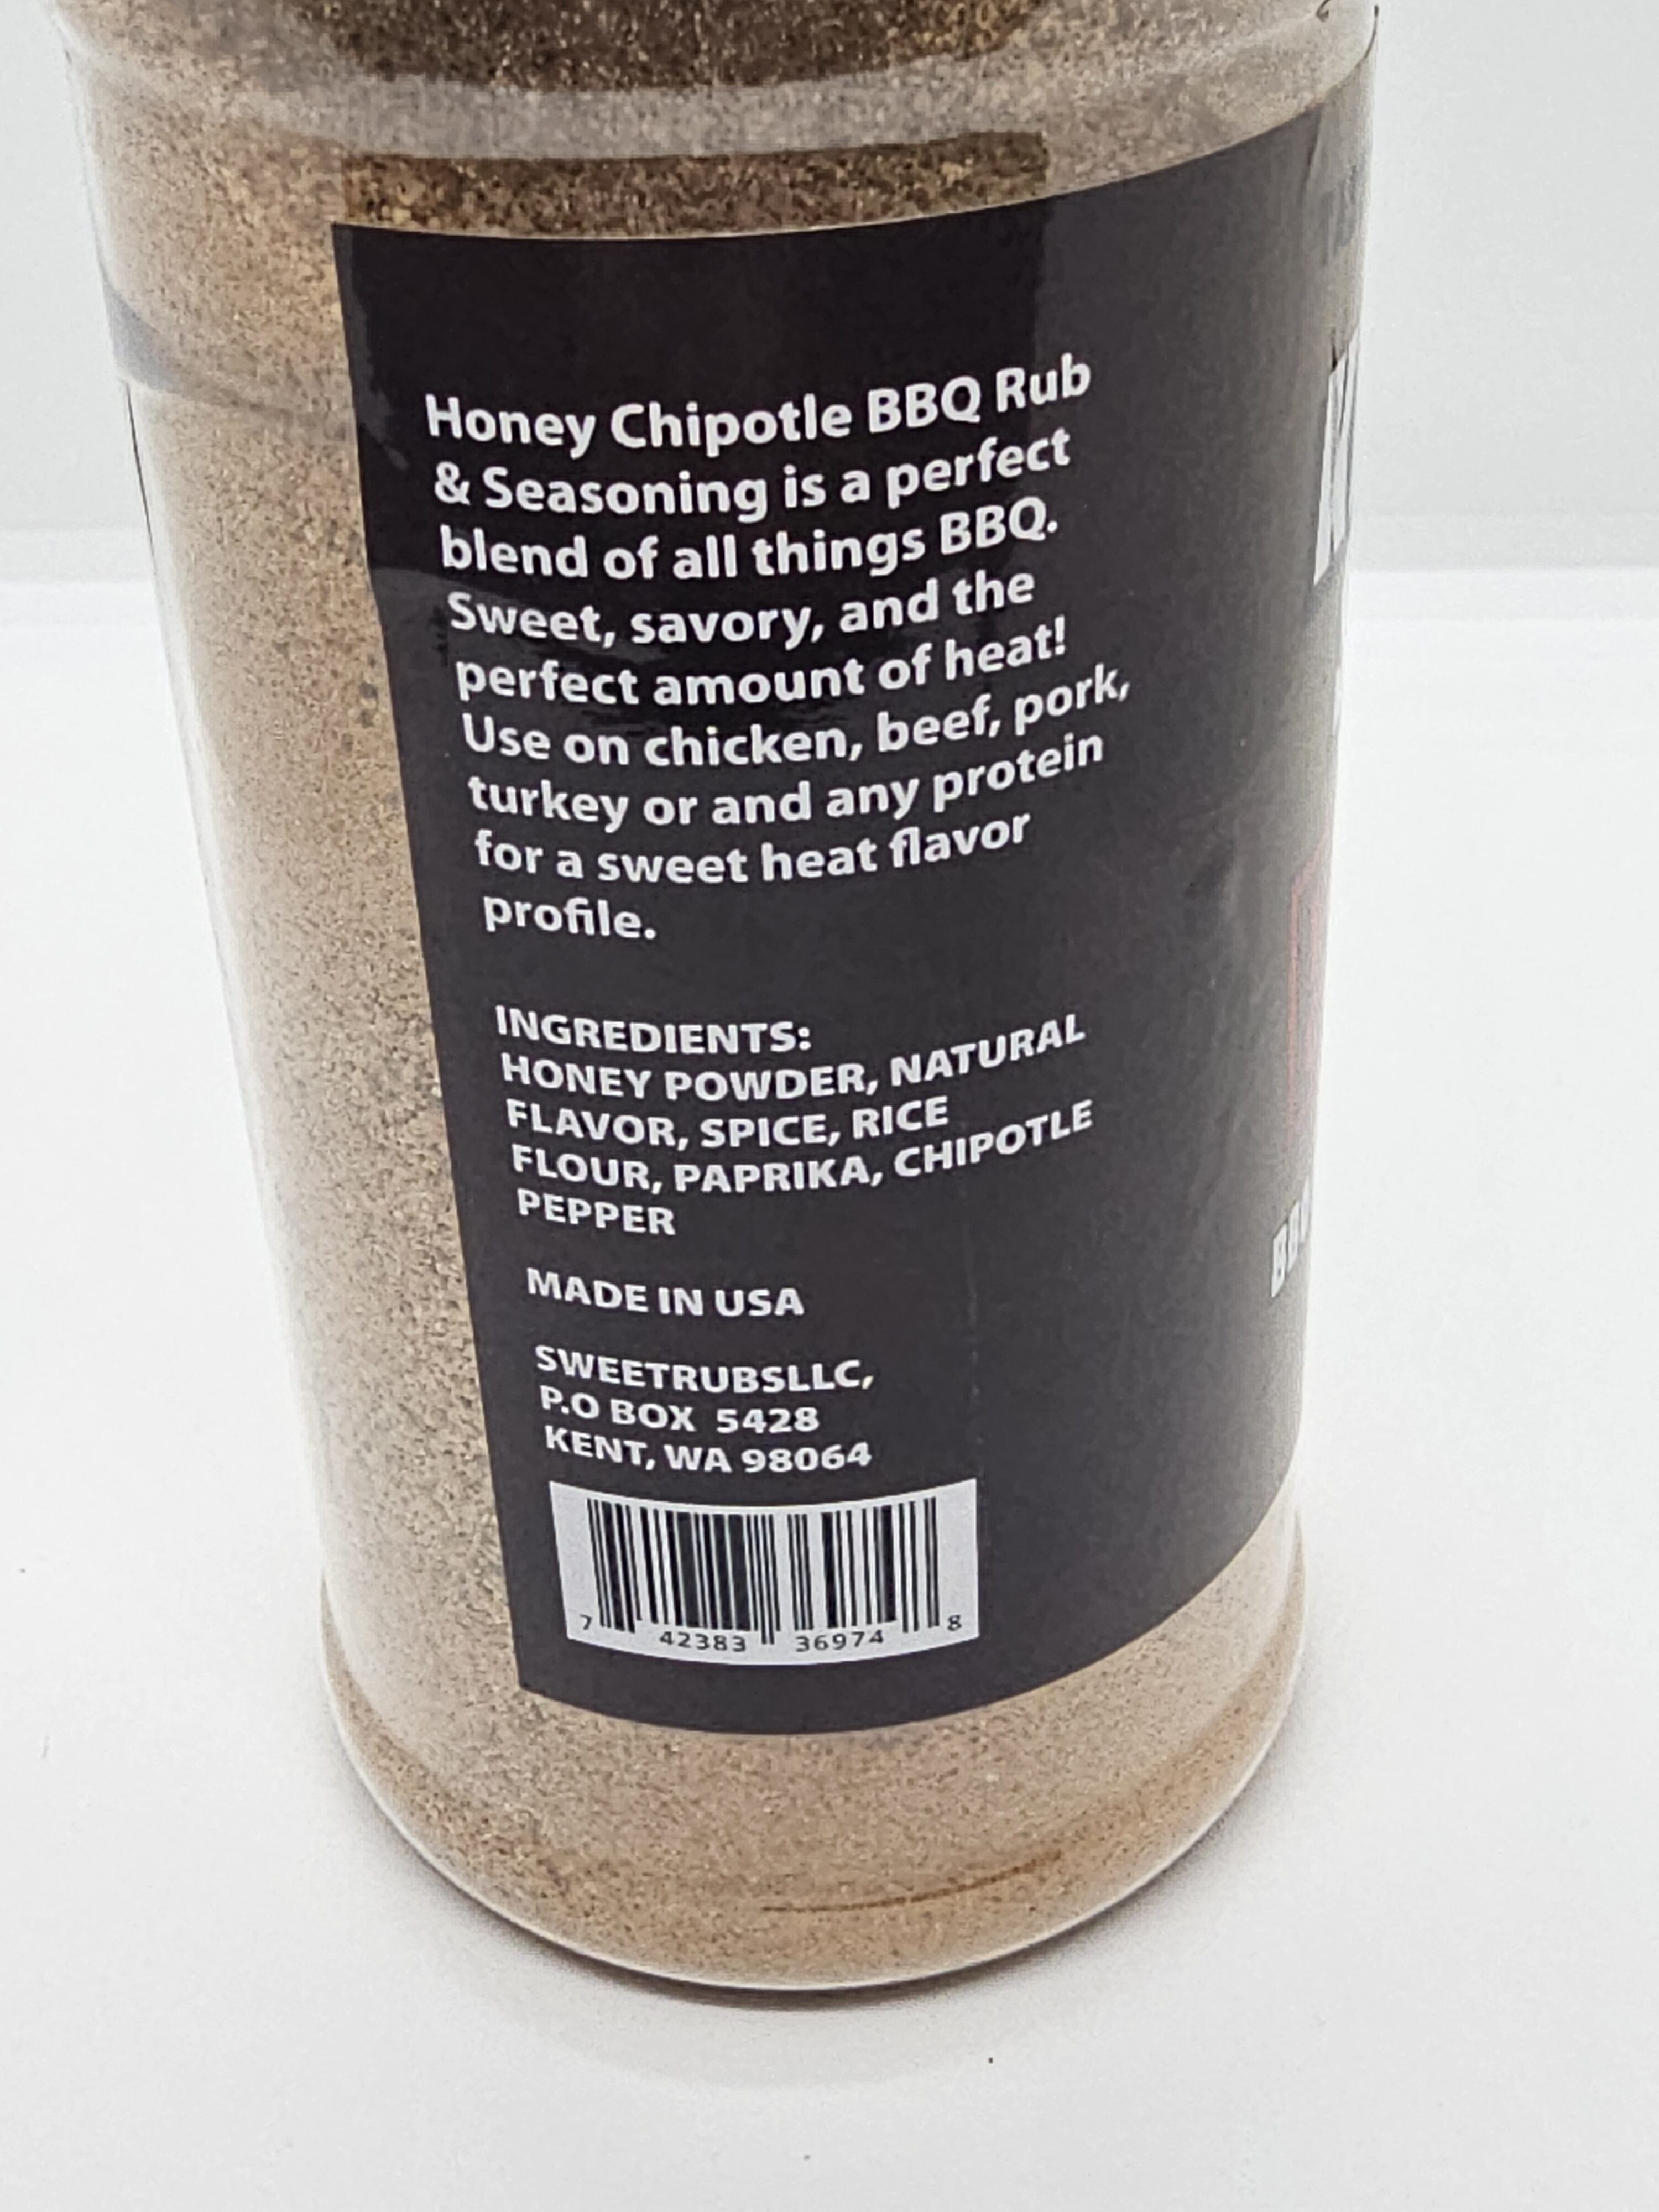 Honey Chipotle BBQ Rub
& Seasoning is a perfect
blend of all things BBQ.
Sweet, savory, and the
perfect amount of heat!
Use on chicken, beef, pork,
turkey or and any protein
for a sweet heat flavor
profile.
INGREDIENTS:
HONEY POWDER, NATURAL
FLAVOR, SPICE, RICE
FLOUR, PAPRIKA, CHIPOTLE
PEPPER
MADE IN USA
SWEETRUBSLLC,
P.O BOX 5428
KENT, WA 98064
7 42383 36974 8